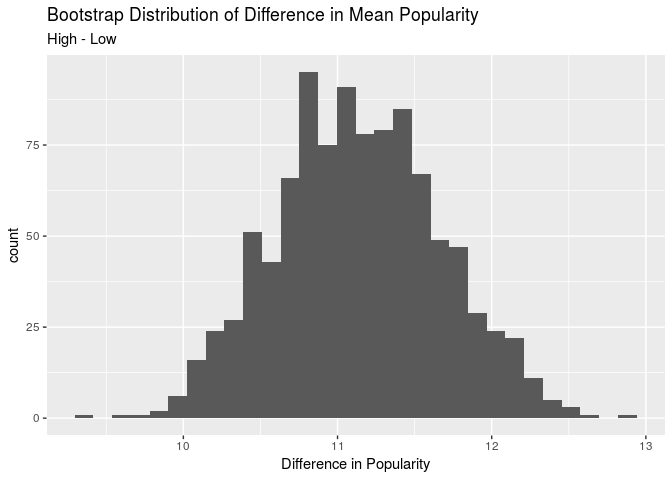 Bootstrap Distribution of Difference in Mean Popularity
High - Low
75
50
25
0
count
10 11 12 13
Difference in Popularity